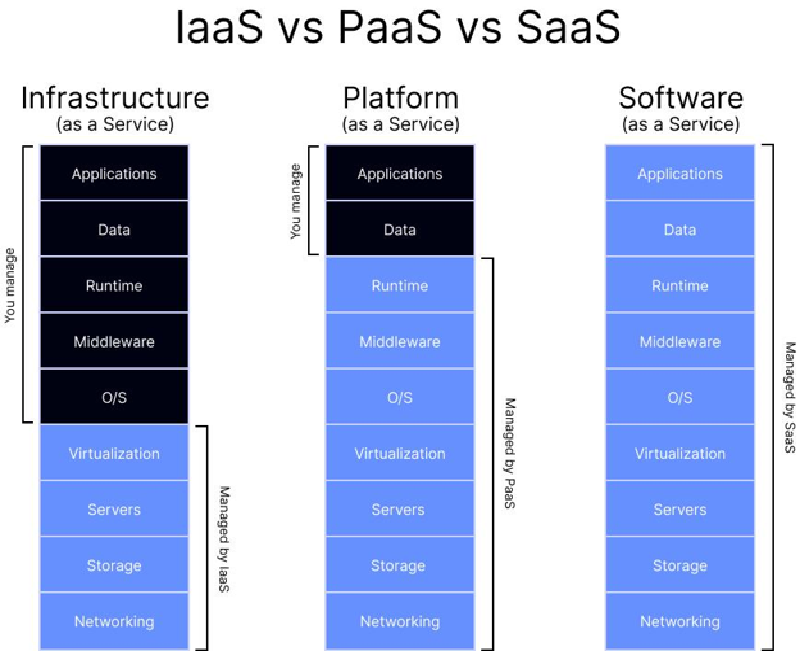 IaaS vs PaaS vs SaaS
Infrastructure
(as a Service)
You manage
Applications
Data
Runtime
Middleware
O/S
Virtualization
Servers
Storage
Networking
Managed by IaaS
Platform
(as a Service)
You manage
Applications
Data
Runtime
Middleware
O/S
Virtualization
Servers
Storage
Networking
Managed by PaaS
Software
(as a Service)
Applications
Data
Runtime
Middleware
O/S
Virtualization
Servers
Storage
Networking
Managed by SaaS